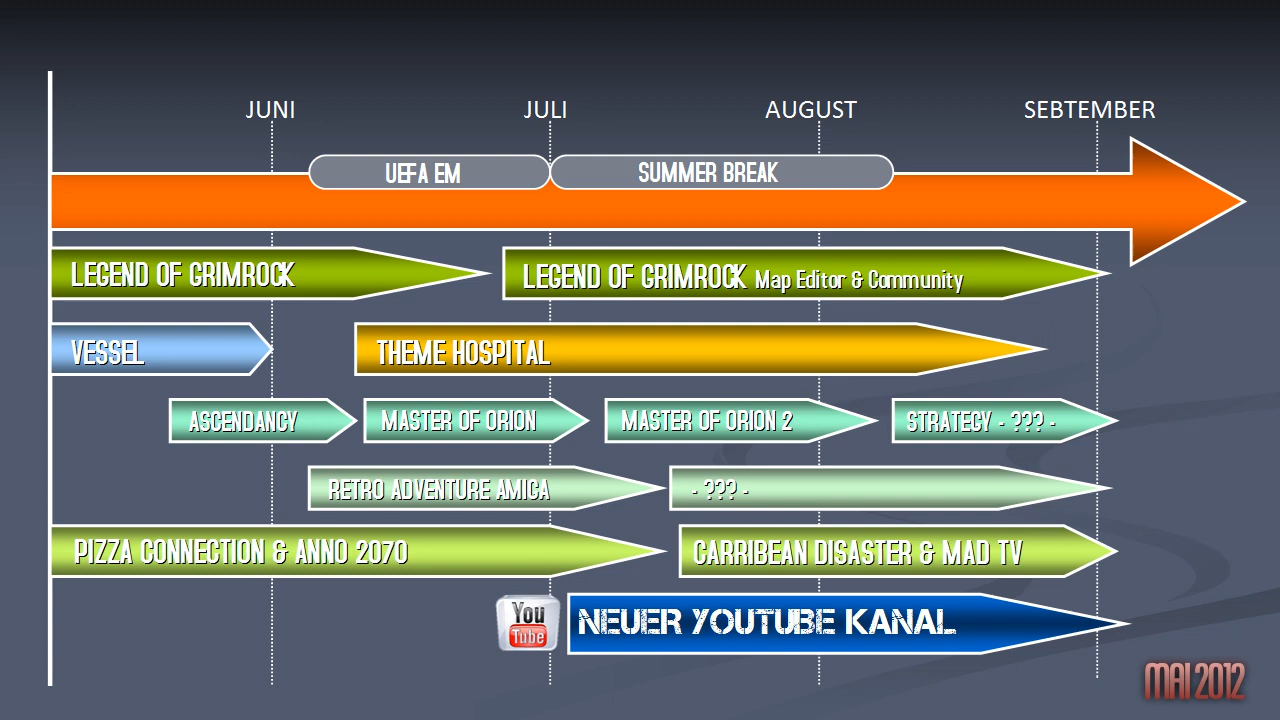 JUNI JULI AUGUST SEBTEMBER
UEFA EM SUMMER BREAK
LEGEND OF GRIMROCK LEGEND OF GRIMROCK Map Editor & Community
VESSEL THEME HOSPITAL
ASCENDANCY MASTER OF ORION MASTER OF ORION 2 STRATEGY - ??? -
RETRO ADVENTURE AMIGA - ??? -
PIZZA CONNECTION & ANNO 2070 CARRIBEAN DISASTER & MAD TV
You
Tube NEUER YOUTUBE KANAL
MAI 2012